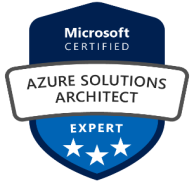 Microsoft
CERTIFIED
AZURE SOLUTIONS
ARCHITECT
EXPERT